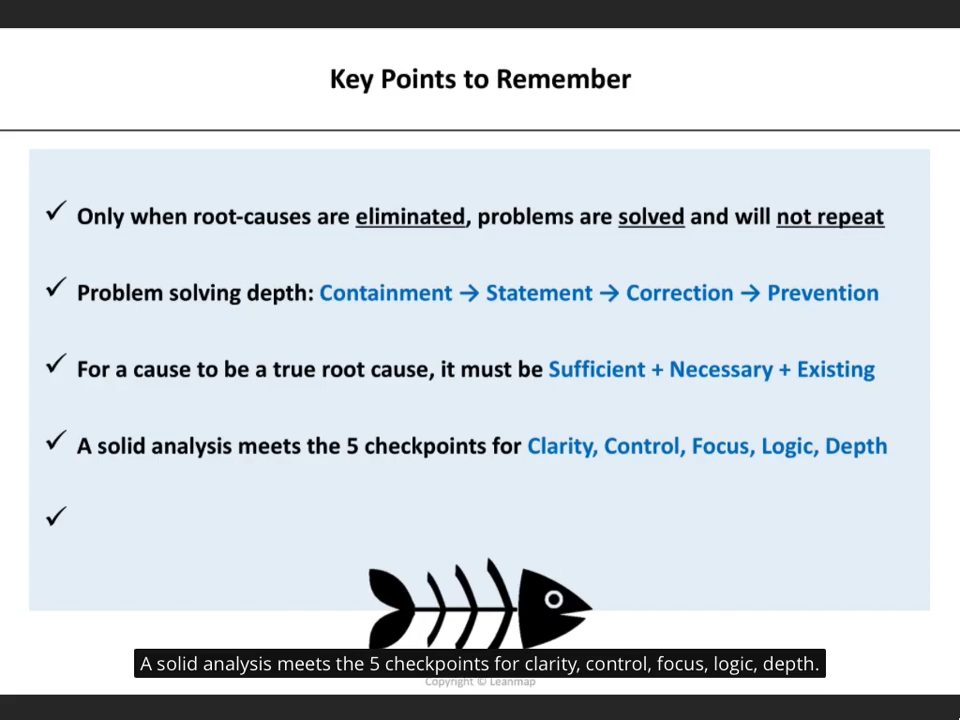 Key Points to Remember
✓ Only when root-causes are eliminated, problems are solved and will not repeat
✓ Problem solving depth: Containment → Statement → Correction → Prevention
✓ For a cause to be a true root cause, it must be Sufficient + Necessary + Existing
✓ A solid analysis meets the 5 checkpoints for Clarity, Control, Focus, Logic, Depth
✓
A solid analysis meets the 5 checkpoints for clarity, control, focus, logic, depth.
Copyright © Leanmap